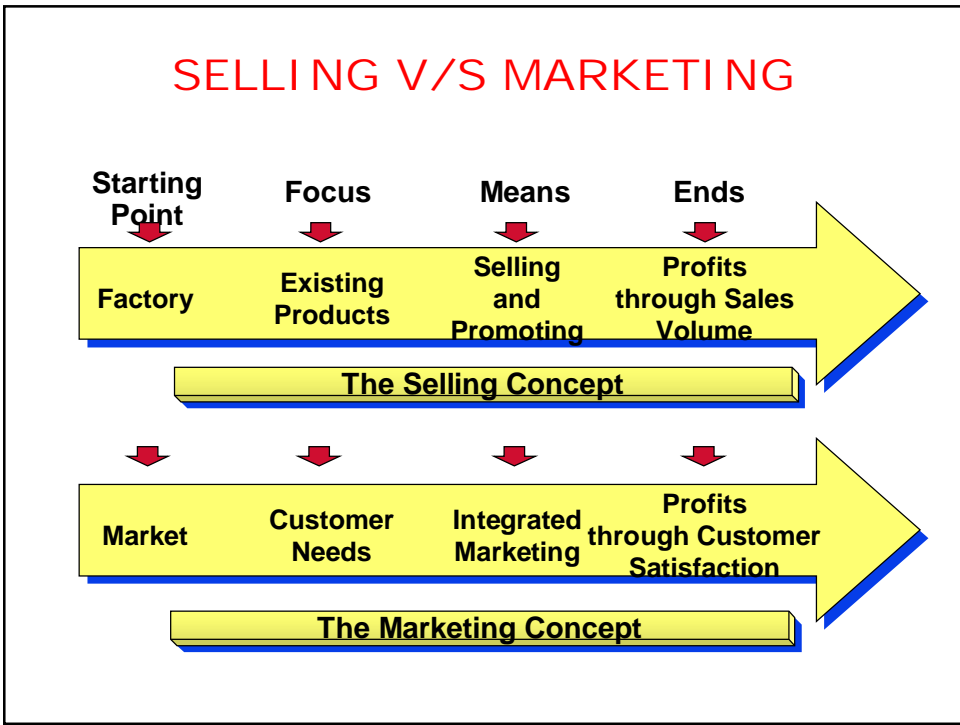 SELLING V/S MARKETING
Starting
Point
Focus
Means
Ends
Factory
Existing
Products
Selling
and
Promoting
Profits
through Sales
Volume
The Selling Concept
Market
Customer
Needs
Integrated
Marketing
Profits
through Customer
Satisfaction
The Marketing Concept